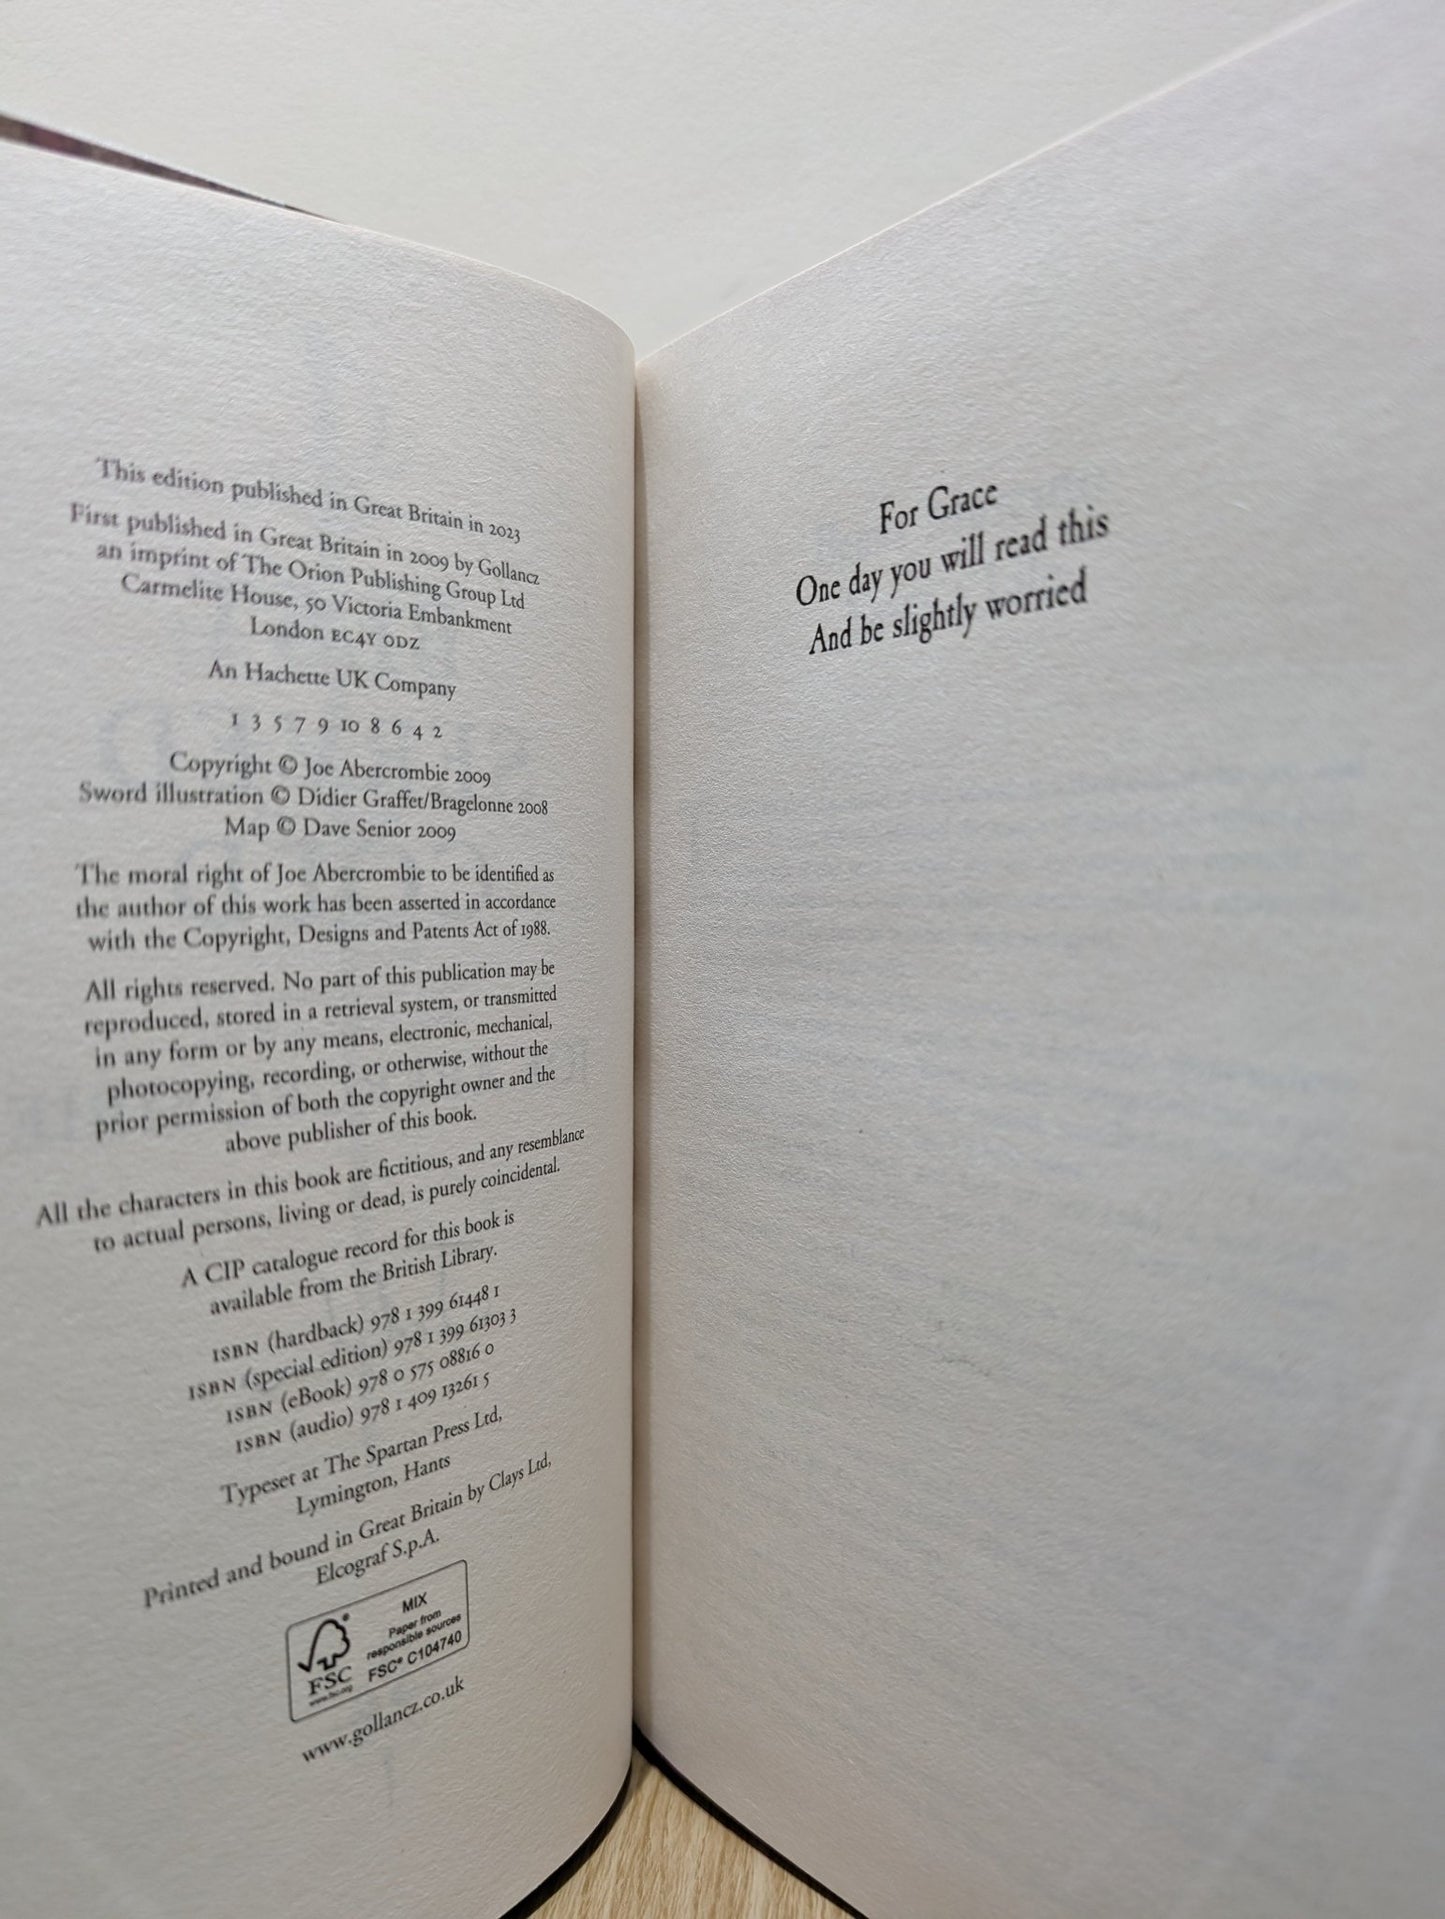 This edition published in Great Britain in 2023
First published in Great Britain in 2009 by Gollancz
an imprint of The Orion Publishing Group Ltd
Carmelite House, 50 Victoria Embankment
London EC4Y 0DZ
An Hachette UK Company
1 3 5 7 9 10 8 6 4 2
Copyright © Joe Abercrombie 2009
Sword illustration © Didier Graffet/Bragelonne 2008
Map © Dave Senior 2009
The moral right of Joe Abercrombie to be identified as
the author of this work has been asserted in accordance
with the Copyright, Designs and Patents Act of 1988.
All rights reserved. No part of this publication may be
reproduced, stored in a retrieval system, or transmitted
in any form or by any means, electronic, mechanical,
photocopying, recording, or otherwise, without the
prior permission of both the copyright owner and the
above publisher of this book.
All the characters in this book are fictitious, and any resemblance
to actual persons, living or dead, is purely coincidental.
A CIP catalogue record for this book is
available from the British Library.
ISBN (hardback) 978 1 399 61448 1
ISBN (special edition) 978 1 399 61303 3
ISBN (eBook) 978 0 575 08816 0
ISBN (audio) 978 1 409 13261 5
Typeset at The Spartan Press Ltd,
Lymington, Hants
Printed and bound in Great Britain by Clays Ltd,
Elcograf S.p.A.
MIX
Paper from
responsible sources
FSC® C104740
FSC
www.fsc.org
www.gollancz.co.uk
For Grace
One day you will read this
And be slightly worried